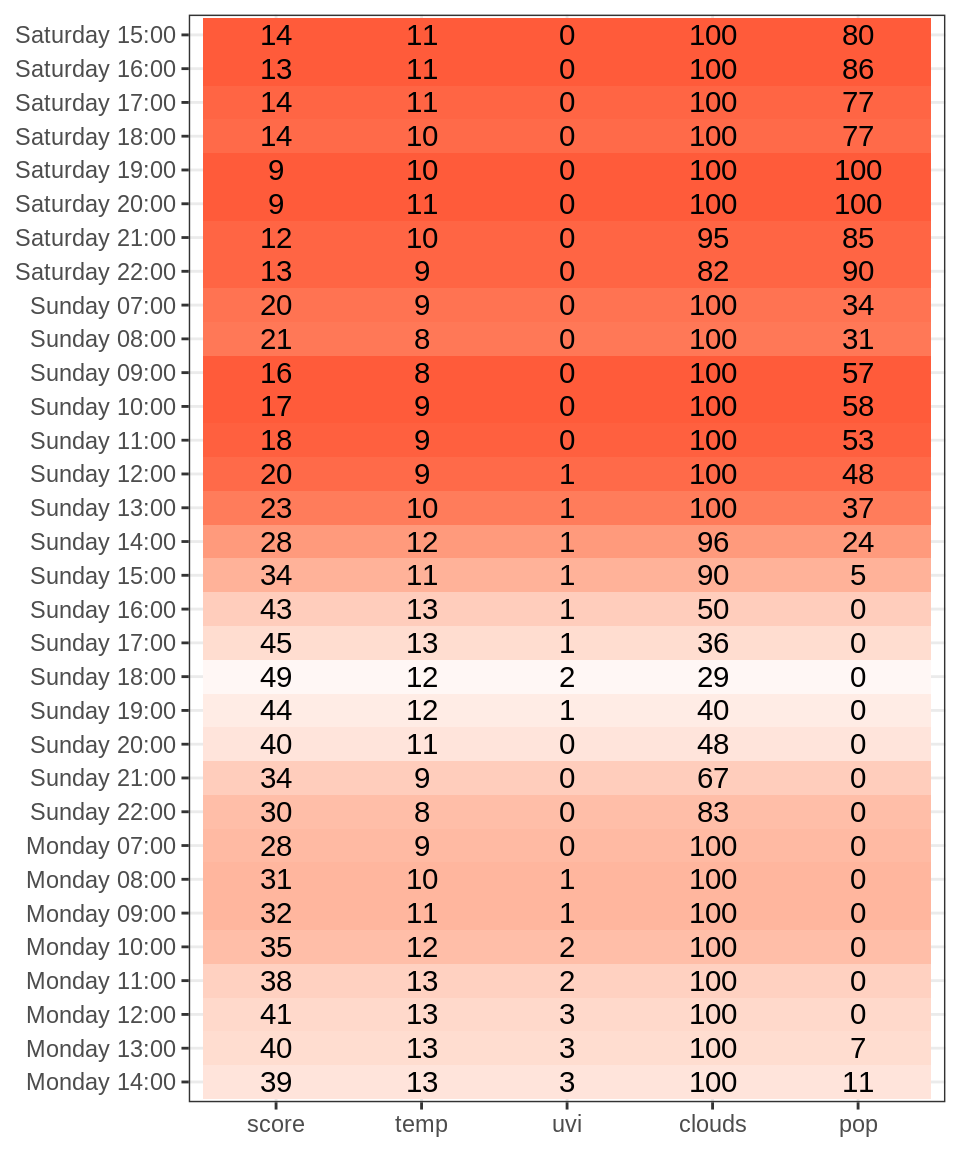 Saturday 15:00 14 11 0 100 80
Saturday 16:00 13 11 0 100 86
Saturday 17:00 14 11 0 100 77
Saturday 18:00 14 10 0 100 77
Saturday 19:00 9 10 0 100 100
Saturday 20:00 9 11 0 100 100
Saturday 21:00 12 10 0 95 85
Saturday 22:00 13 9 0 82 90
Sunday 07:00 20 9 0 100 34
Sunday 08:00 21 8 0 100 31
Sunday 09:00 16 8 0 100 57
Sunday 10:00 17 9 0 100 58
Sunday 11:00 18 9 0 100 53
Sunday 12:00 20 9 1 100 48
Sunday 13:00 23 10 1 100 37
Sunday 14:00 28 12 1 96 24
Sunday 15:00 34 11 1 90 5
Sunday 16:00 43 13 1 50 0
Sunday 17:00 45 13 1 36 0
Sunday 18:00 49 12 2 29 0
Sunday 19:00 44 12 1 40 0
Sunday 20:00 40 11 0 48 0
Sunday 21:00 34 9 0 67 0
Sunday 22:00 30 8 0 83 0
Monday 07:00 28 9 0 100 0
Monday 08:00 31 10 1 100 0
Monday 09:00 32 11 1 100 0
Monday 10:00 35 12 2 100 0
Monday 11:00 38 13 2 100 0
Monday 12:00 41 13 3 100 0
Monday 13:00 40 13 3 100 7
Monday 14:00 39 13 3 100 11
score temp uvi clouds pop